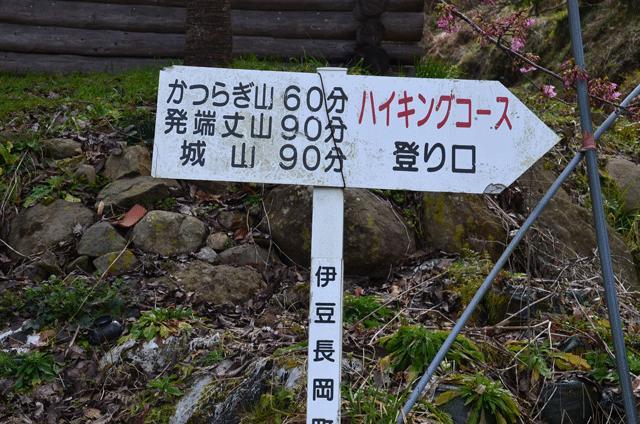 かつらぎ山 60分
発端丈山 90分
城山 90分
ハイキングコース
登り口
伊豆長岡町